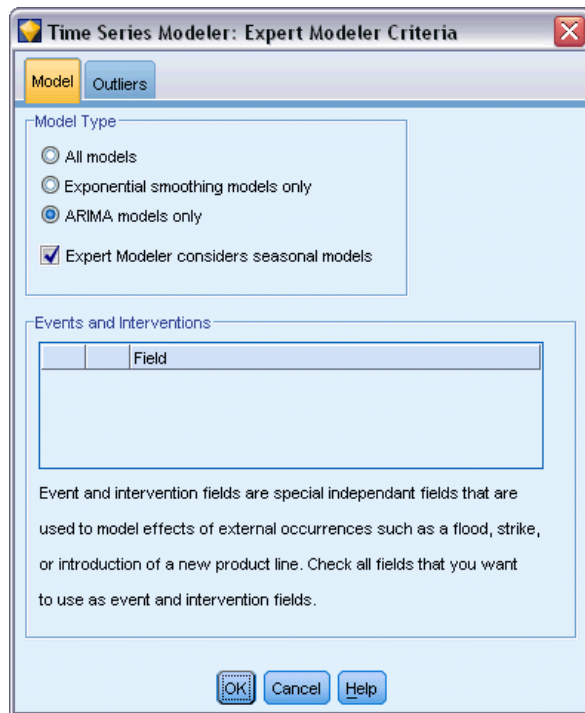 Time Series Modeler: Expert Modeler Criteria
Model Outliers
Model Type
All models
Exponential smoothing models only
ARIMA models only
Expert Modeler considers seasonal models
Events and Interventions
Field
Event and intervention fields are special independant fields that are
used to model effects of external occurrences such as a flood, strike,
or introduction of a new product line. Check all fields that you want
to use as event and intervention fields.
OK Cancel Help